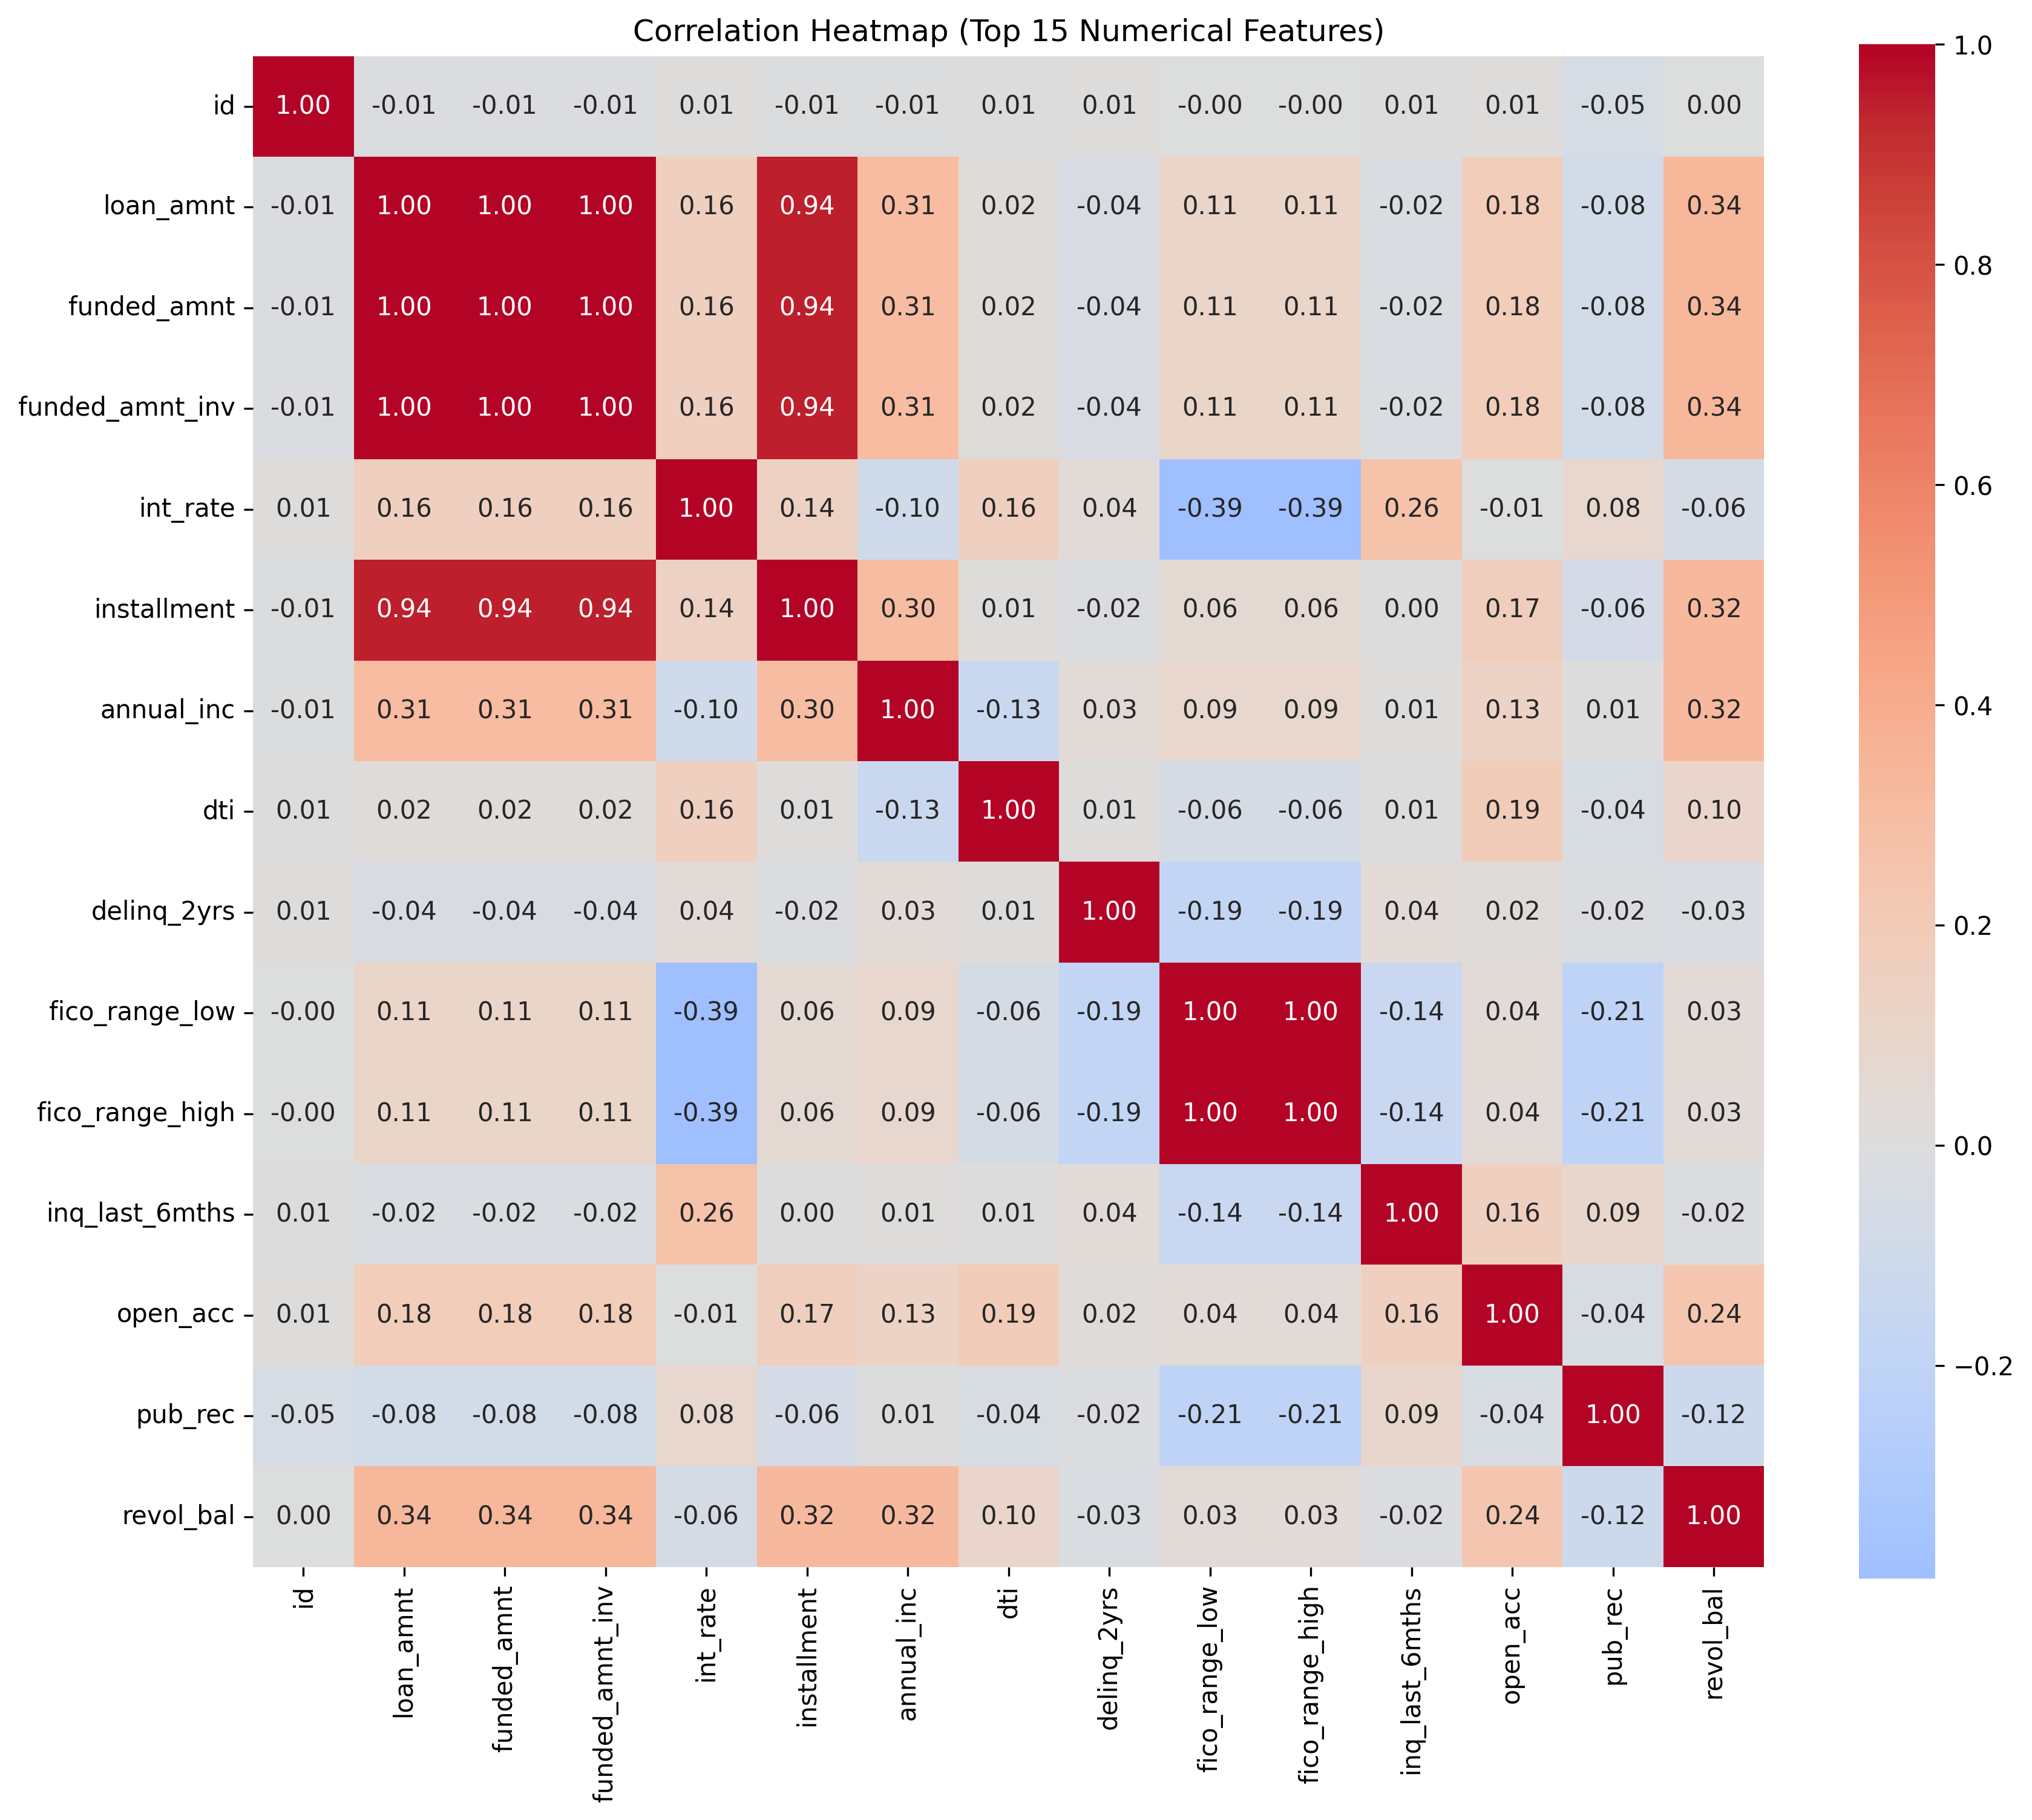 Correlation Heatmap (Top 15 Numerical Features)
id 1.00 -0.01 -0.01 -0.01 0.01 -0.01 -0.01 0.01 0.01 -0.00 -0.00 0.01 0.01 -0.05 0.00
loan_amnt -0.01 1.00 1.00 1.00 0.16 0.94 0.31 0.02 -0.04 0.11 0.11 -0.02 0.18 -0.08 0.34
funded_amnt -0.01 1.00 1.00 1.00 0.16 0.94 0.31 0.02 -0.04 0.11 0.11 -0.02 0.18 -0.08 0.34
funded_amnt_inv -0.01 1.00 1.00 1.00 0.16 0.94 0.31 0.02 -0.04 0.11 0.11 -0.02 0.18 -0.08 0.34
int_rate 0.01 0.16 0.16 0.16 1.00 0.14 -0.10 0.16 0.04 -0.39 -0.39 0.26 -0.01 0.08 -0.06
installment -0.01 0.94 0.94 0.94 0.14 1.00 0.30 0.01 -0.02 0.06 0.06 0.00 0.17 -0.06 0.32
annual_inc -0.01 0.31 0.31 0.31 -0.10 0.30 1.00 -0.13 0.03 0.09 0.09 0.01 0.13 0.01 0.32
dti 0.01 0.02 0.02 0.02 0.16 0.01 -0.13 1.00 0.01 -0.06 -0.06 0.01 0.19 -0.04 0.10
delinq_2yrs 0.01 -0.04 -0.04 -0.04 0.04 -0.02 0.03 0.01 1.00 -0.19 -0.19 0.04 0.02 -0.02 -0.03
fico_range_low -0.00 0.11 0.11 0.11 -0.39 0.06 0.09 -0.06 -0.19 1.00 1.00 -0.14 0.04 -0.21 0.03
fico_range_high -0.00 0.11 0.11 0.11 -0.39 0.06 0.09 -0.06 -0.19 1.00 1.00 -0.14 0.04 -0.21 0.03
inq_last_6mths 0.01 -0.02 -0.02 -0.02 0.26 0.00 0.01 0.01 0.04 -0.14 -0.14 1.00 0.16 0.09 -0.02
open_acc 0.01 0.18 0.18 0.18 -0.01 0.17 0.13 0.19 0.02 0.04 0.04 0.16 1.00 -0.04 0.24
pub_rec -0.05 -0.08 -0.08 -0.08 0.08 -0.06 0.01 -0.04 -0.02 -0.21 -0.21 0.09 -0.04 1.00 -0.12
revol_bal 0.00 0.34 0.34 0.34 -0.06 0.32 0.32 0.10 -0.03 0.03 0.03 -0.02 0.24 -0.12 1.00
id loan_amnt funded_amnt funded_amnt_inv int_rate installment annual_inc dti delinq_2yrs fico_range_low fico_range_high inq_last_6mths open_acc pub_rec revol_bal
1.0
0.8
0.6
0.4
0.2
0.0
−0.2